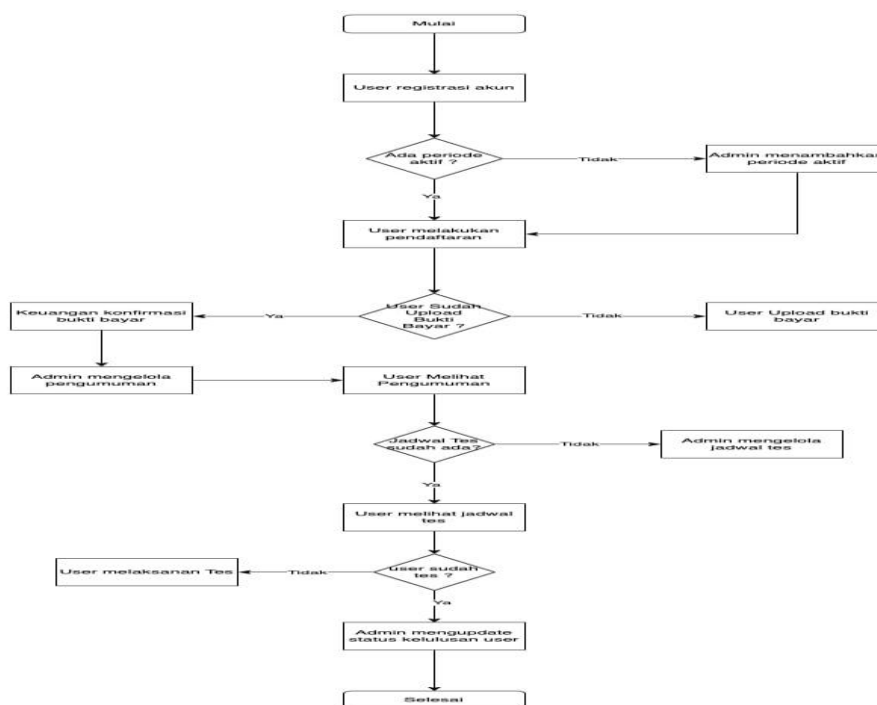 Mulai
User registrasi akun
Ada periode
aktif ?
Tidak
Admin menambahkan
periode aktif
Ya
User melakukan
pendaftaran
User Sudah
Upload
Bukti
Bayar ?
Ya
Keuangan konfirmasi
bukti bayar
Tidak
User Upload bukti
bayar
Admin mengelola
pengumuman
User Melihat
Pengumuman
Jadwal Tes
sudah ada?
Tidak
Admin mengelola
jadwal tes
Ya
User melihat jadwal
tes
user sudah
tes ?
Tidak
User melaksanan Tes
Ya
Admin mengupdate
status kelulusan user
Selesai